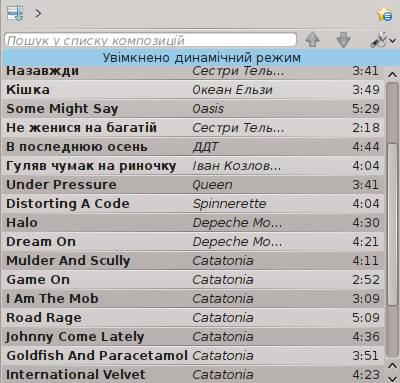 Пошук у списку композицій
Увімкнено динамічний режим
Назавжди Сестри Тель... 3:41
Кішка Океан Ельзи 3:49
Some Might Say Oasis 5:29
Не женися на багатій Сестри Тель... 2:18
В последнюю осень ДДТ 4:44
Гуляв чумак на риночку Іван Козлов... 4:04
Under Pressure Queen 3:41
Distorting A Code Spinnerette 4:04
Halo Depeche Mo... 4:30
Dream On Depeche Mo... 4:21
Mulder And Scully Catatonia 4:11
Game On Catatonia 2:52
I Am The Mob Catatonia 3:09
Road Rage Catatonia 5:09
Johnny Come Lately Catatonia 4:36
Goldfish And Paracetamol Catatonia 3:51
International Velvet Catatonia 4:23